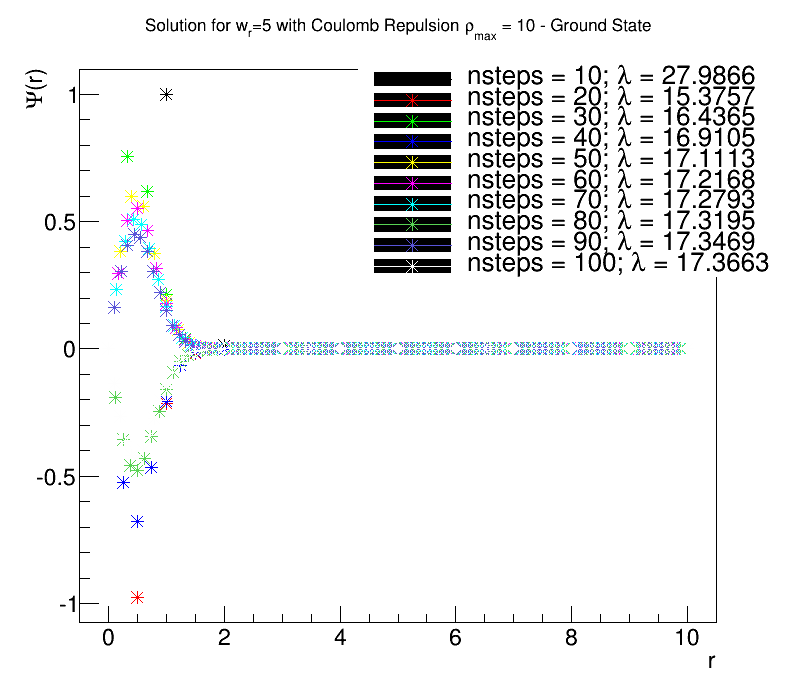 Solution for wr=5 with Coulomb Repulsion ρmax = 10 - Ground State
Ψ(r)
nsteps = 10; λ = 27.9866
nsteps = 20; λ = 15.3757
nsteps = 30; λ = 16.4365
nsteps = 40; λ = 16.9105
nsteps = 50; λ = 17.1113
nsteps = 60; λ = 17.2168
nsteps = 70; λ = 17.2793
nsteps = 80; λ = 17.3195
nsteps = 90; λ = 17.3469
nsteps = 100; λ = 17.3663
1
0.5
0
-0.5
-1
0 2 4 6 8 10
r